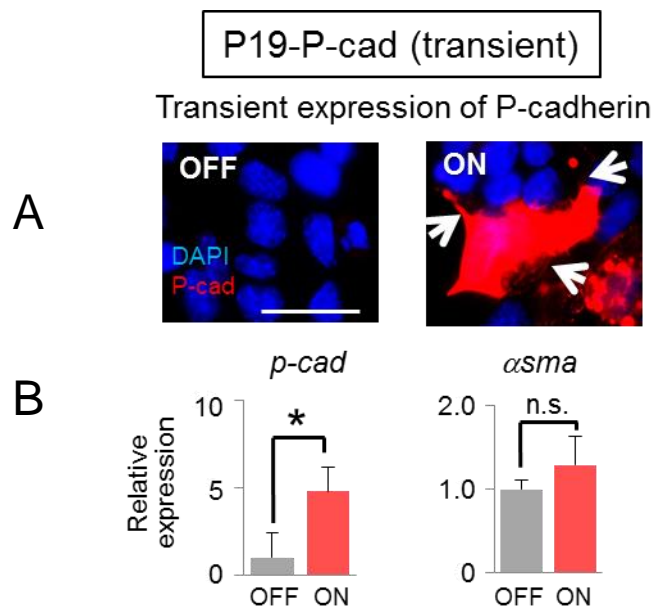 P19-P-cad (transient)
Transient expression of P-cadherin
A
OFF
DAPI
P-cad
ON
B
p-cad
Relative
expression
10
5
0
*
OFF ON
αsma
2.0
1.0
0
n.s.
OFF ON